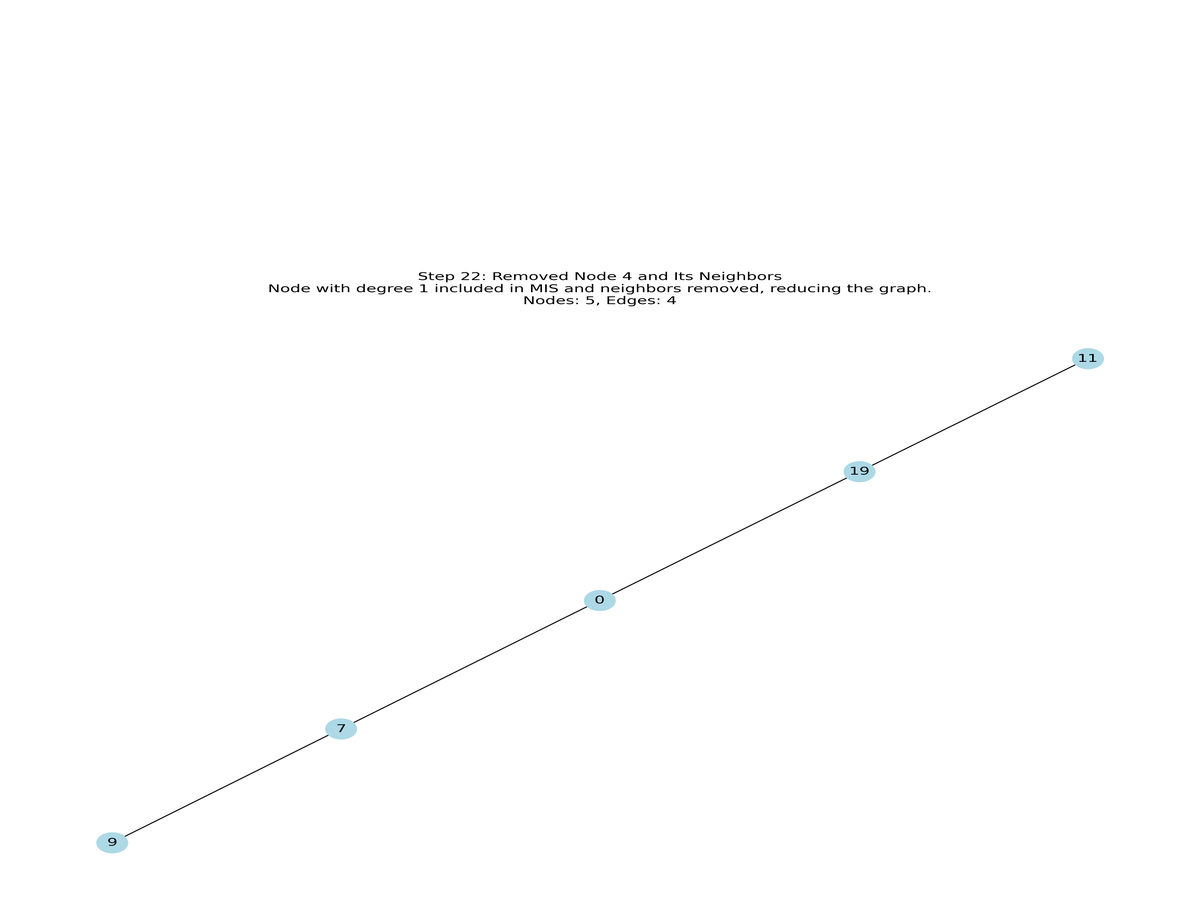 Step 22: Removed Node 4 and Its Neighbors
Node with degree 1 included in MIS and neighbors removed, reducing the graph.
Nodes: 5, Edges: 4
11
19
0
7
9